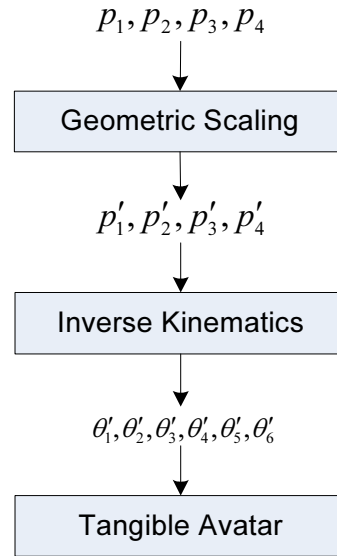 p₁, p₂, p₃, p₄
Geometric Scaling
p′₁, p′₂, p′₃, p′₄
Inverse Kinematics
θ′₁, θ′₂, θ′₃, θ′₄, θ′₅, θ′₆
Tangible Avatar